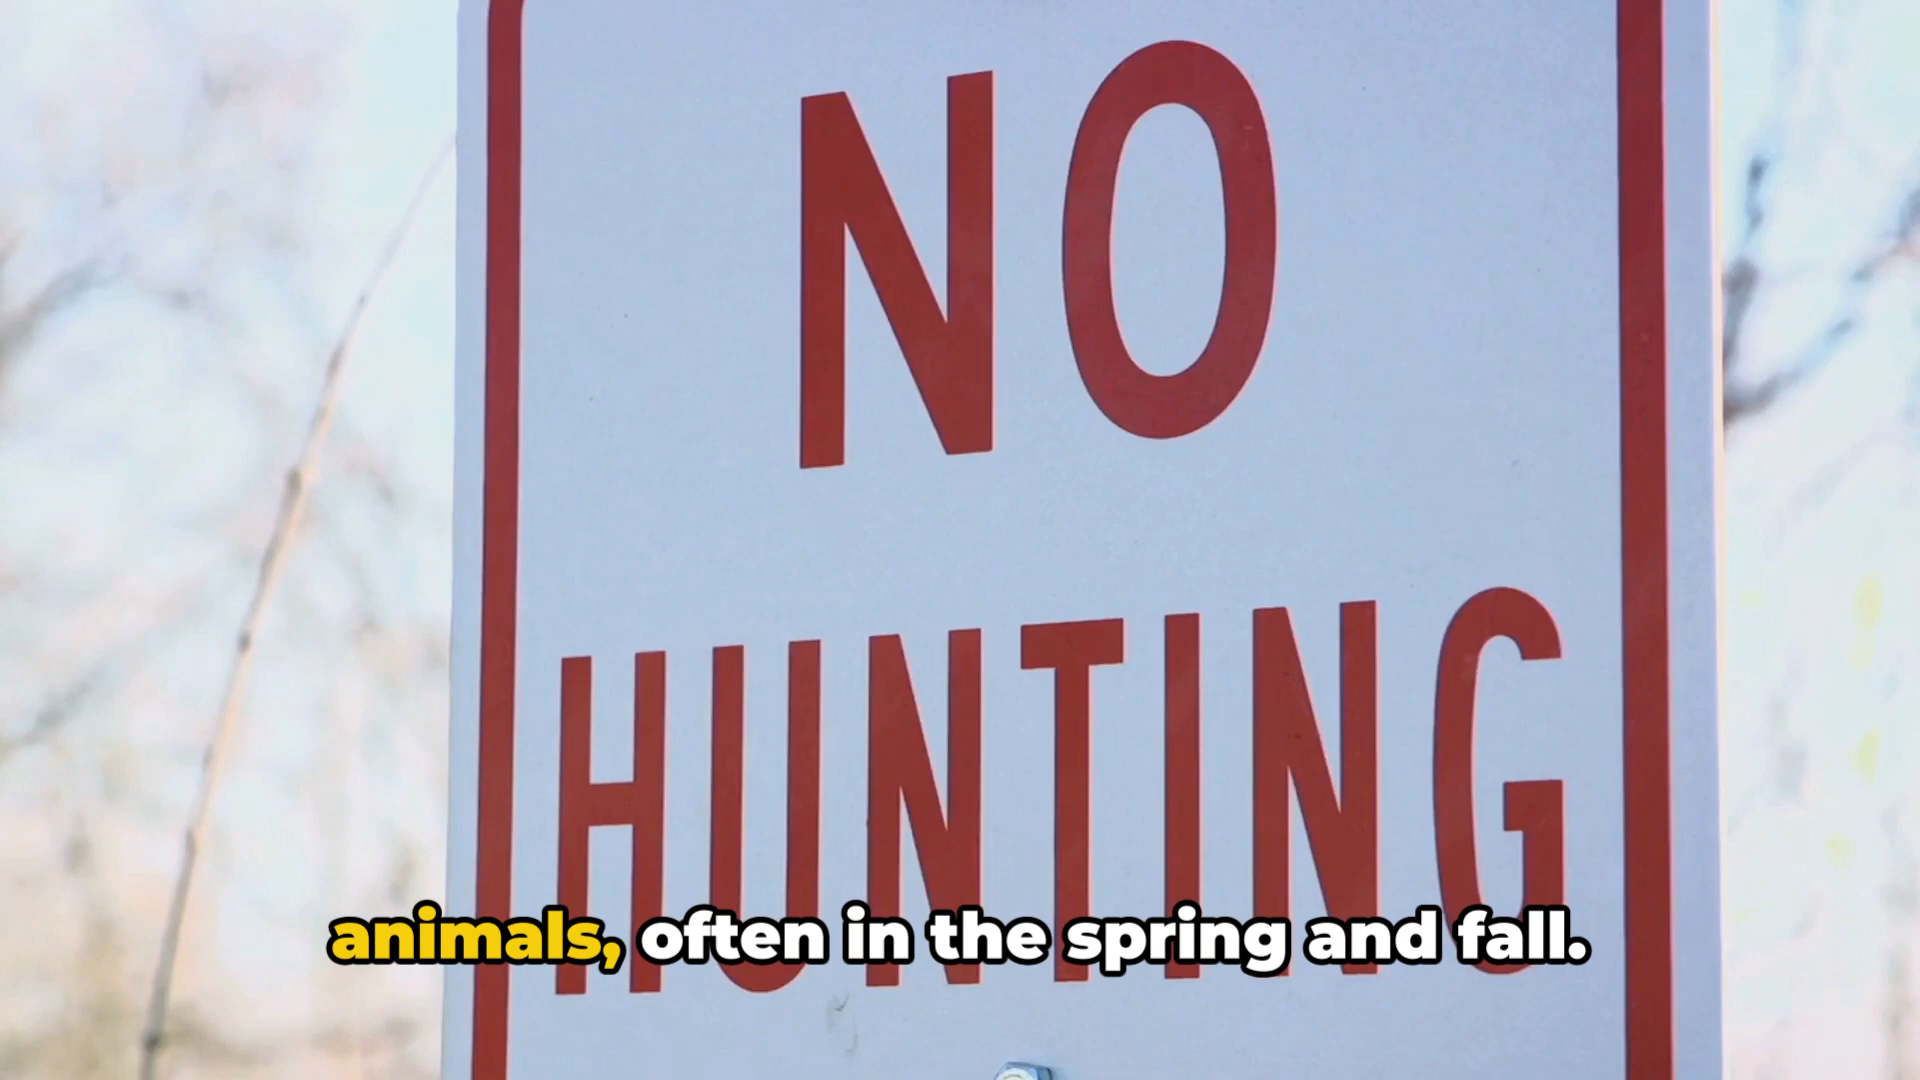 NO
HUNTING
animals, often in the spring and fall.